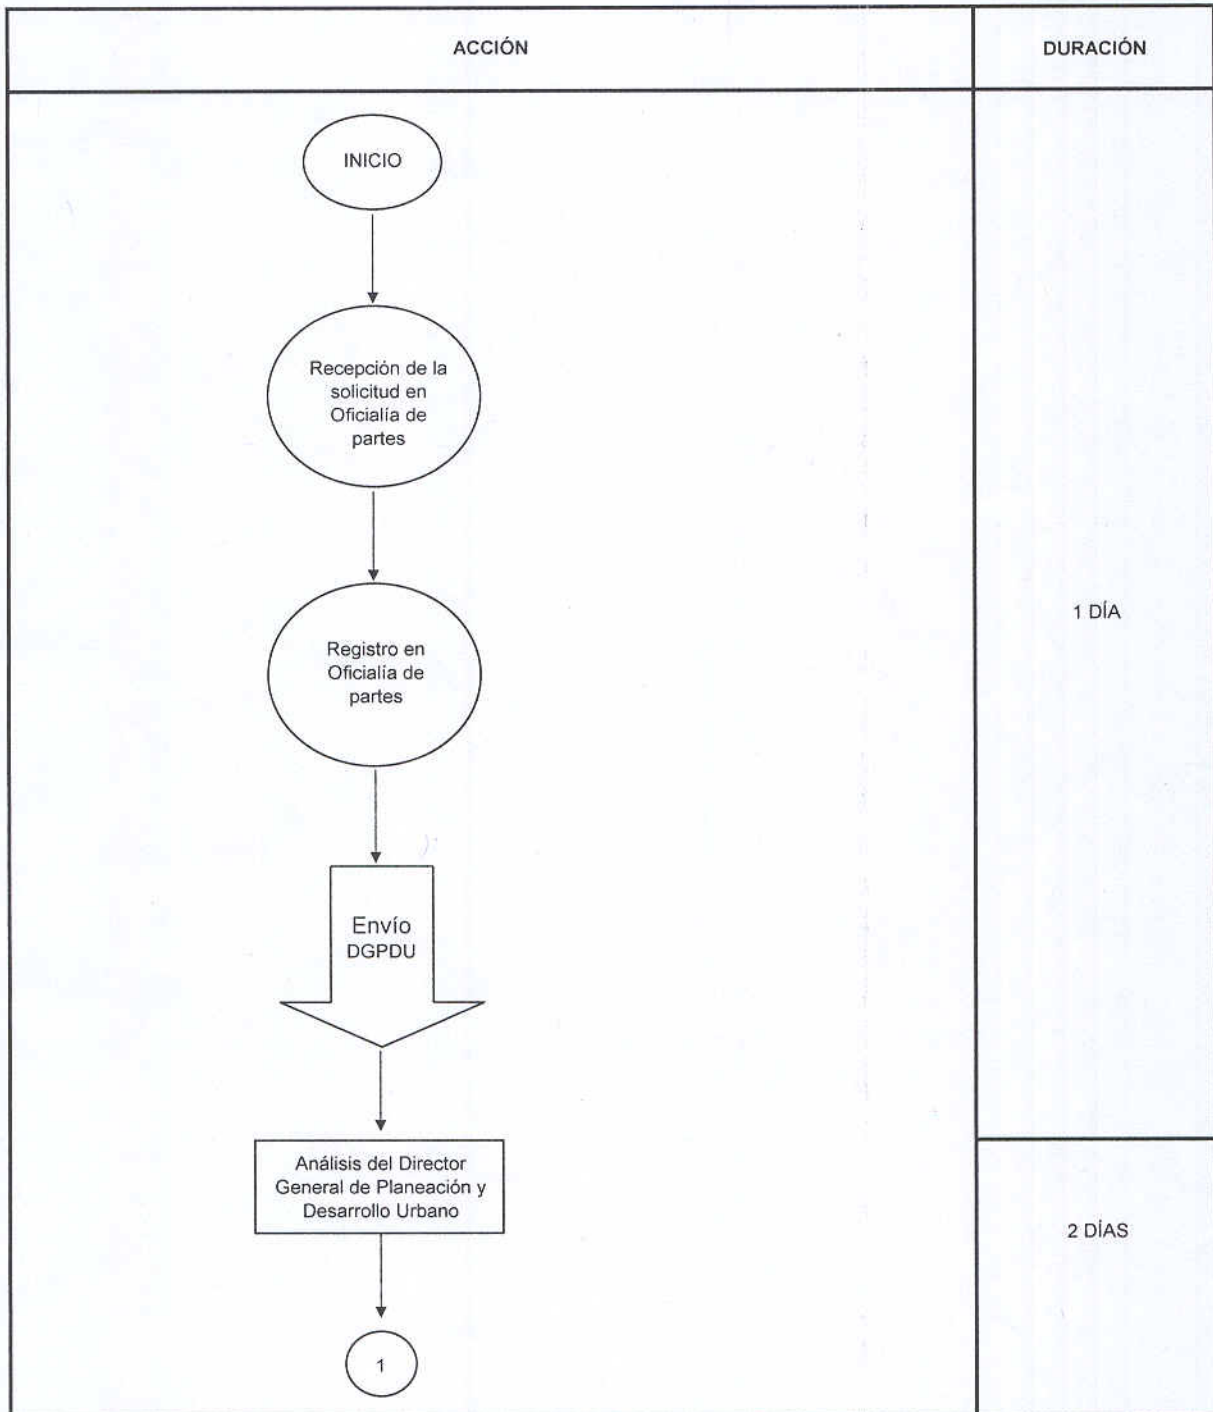 ACCIÓN
DURACIÓN
INICIO
Recepción de la
solicitud en
Oficialía de
partes
Registro en
Oficialía de
partes
1 DÍA
Envío
DGPDU
Análisis del Director
General de Planeación y
Desarrollo Urbano
2 DÍAS
1